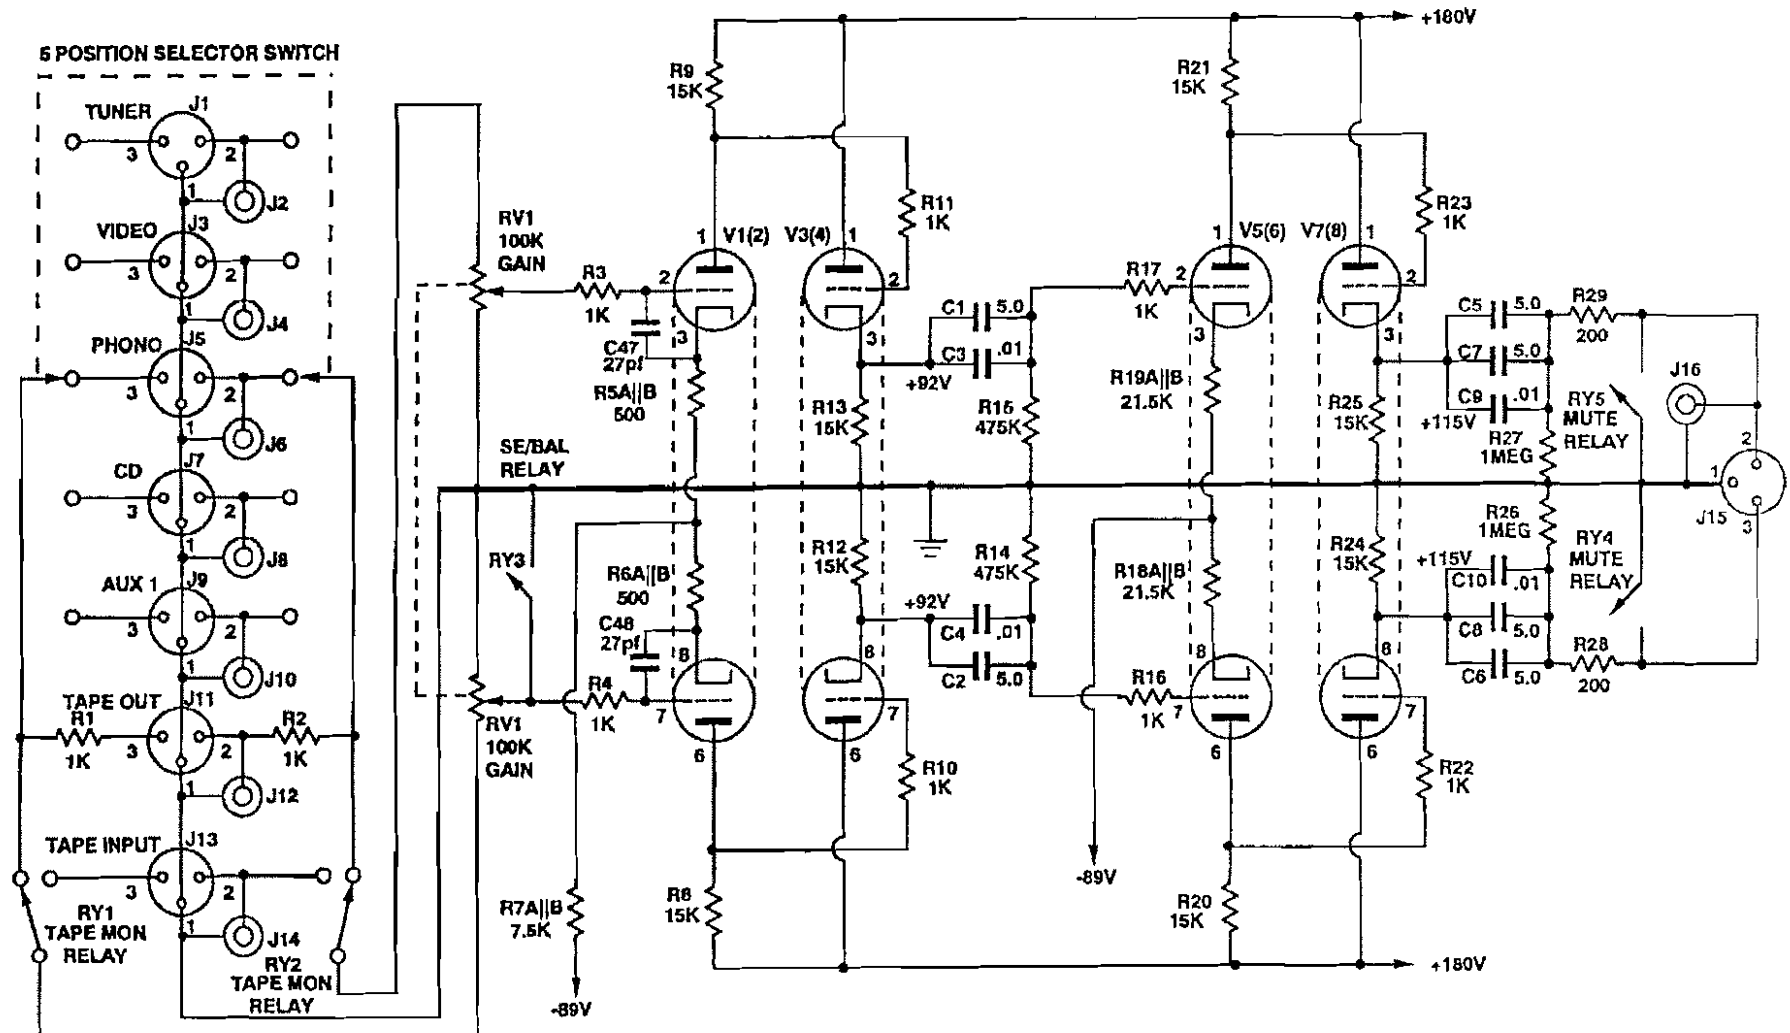 5 POSITION SELECTOR SWITCH
TUNER
J1
3
2
1
J2
VIDEO
J3
3
2
1
J4
PHONO
J5
3
2
1
J6
CD
J7
3
2
1
J8
AUX 1
J9
3
2
1
J10
TAPE OUT
J11
R1
1K
3
2
R2
1K
1
J12
TAPE INPUT
J13
3
2
1
J14
RY1
TAPE MON
RELAY
RY2
TAPE MON
RELAY
RV1
100K
GAIN
R3
1K
C47
27pf
R5A||B
500
SE/BAL
RELAY
RY3
R6A||B
500
C48
27pf
R4
1K
RV1
100K
GAIN
R7A||B
7.5K
-89V
R9
15K
R11
1K
1
V1(2)
V3(4)
1
2
2
3
3
+92V
C1
5.0
C3
.01
R13
15K
R15
475K
R12
15K
R14
475K
+92V
C4
.01
C2
5.0
8
8
7
7
6
6
R10
1K
R8
15K
+180V
R21
15K
R23
1K
1
V5(6)
V7(8)
1
R17
1K
2
2
3
3
R19A||B
21.5K
R25
15K
C5
5.0
C7
5.0
C9
.01
+115V
R29
200
R27
1MEG
RY5
MUTE
RELAY
J16
2
1
3
J15
R18A||B
21.5K
R24
15K
R26
1MEG
RY4
MUTE
RELAY
+115V
C10
.01
C8
5.0
C6
5.0
R28
200
R16
1K
8
8
7
7
6
6
R22
1K
-89V
R20
15K
+180V